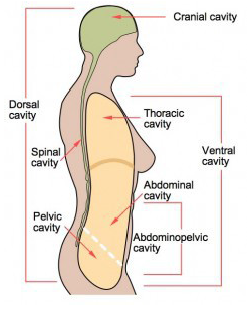 Cranial cavity
Dorsal
cavity
Thoracic
cavity
Spinal
cavity
Ventral
cavity
Abdominal
cavity
Pelvic
cavity
Abdominopelvic
cavity